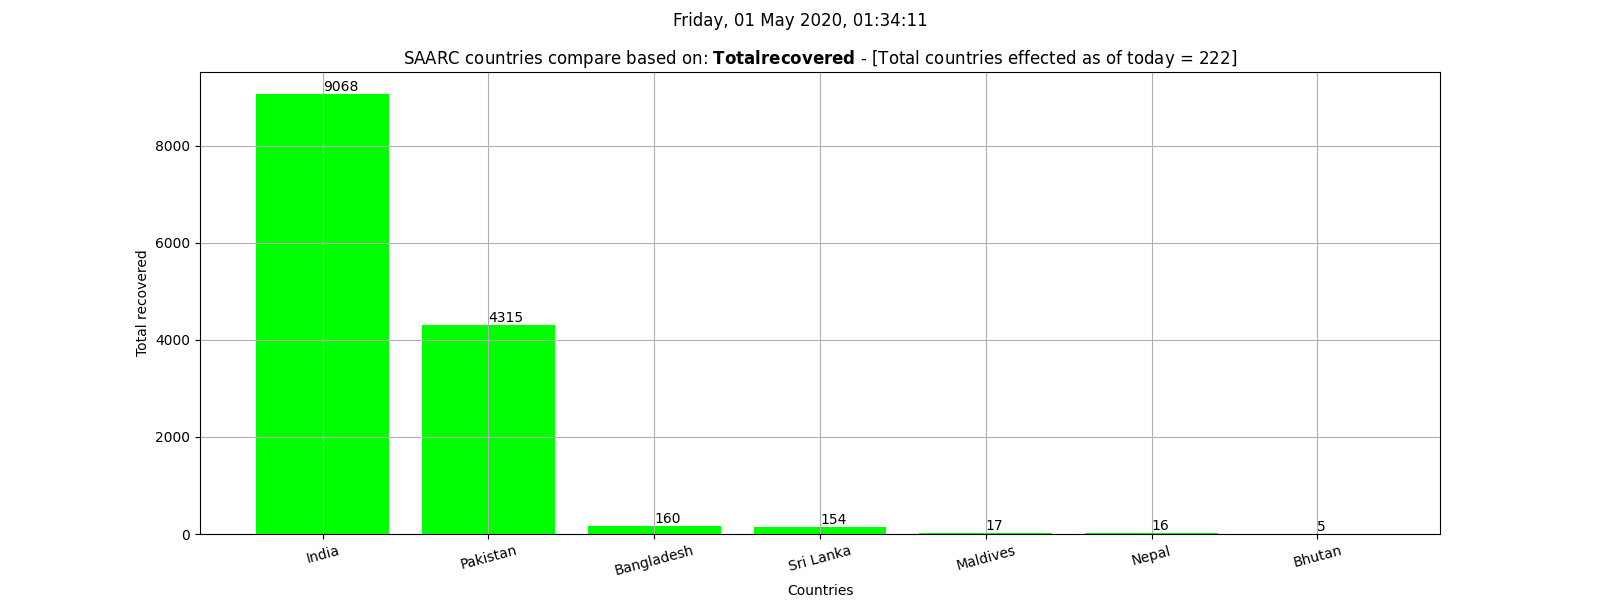 Friday, 01 May 2020, 01:34:11
SAARC countries compare based on: Totalrecovered - [Total countries effected as of today = 222]
Total recovered
8000
6000
4000
2000
0
9068
4315
160
154
17
16
5
India
Pakistan
Bangladesh
Sri Lanka
Maldives
Nepal
Bhutan
Countries